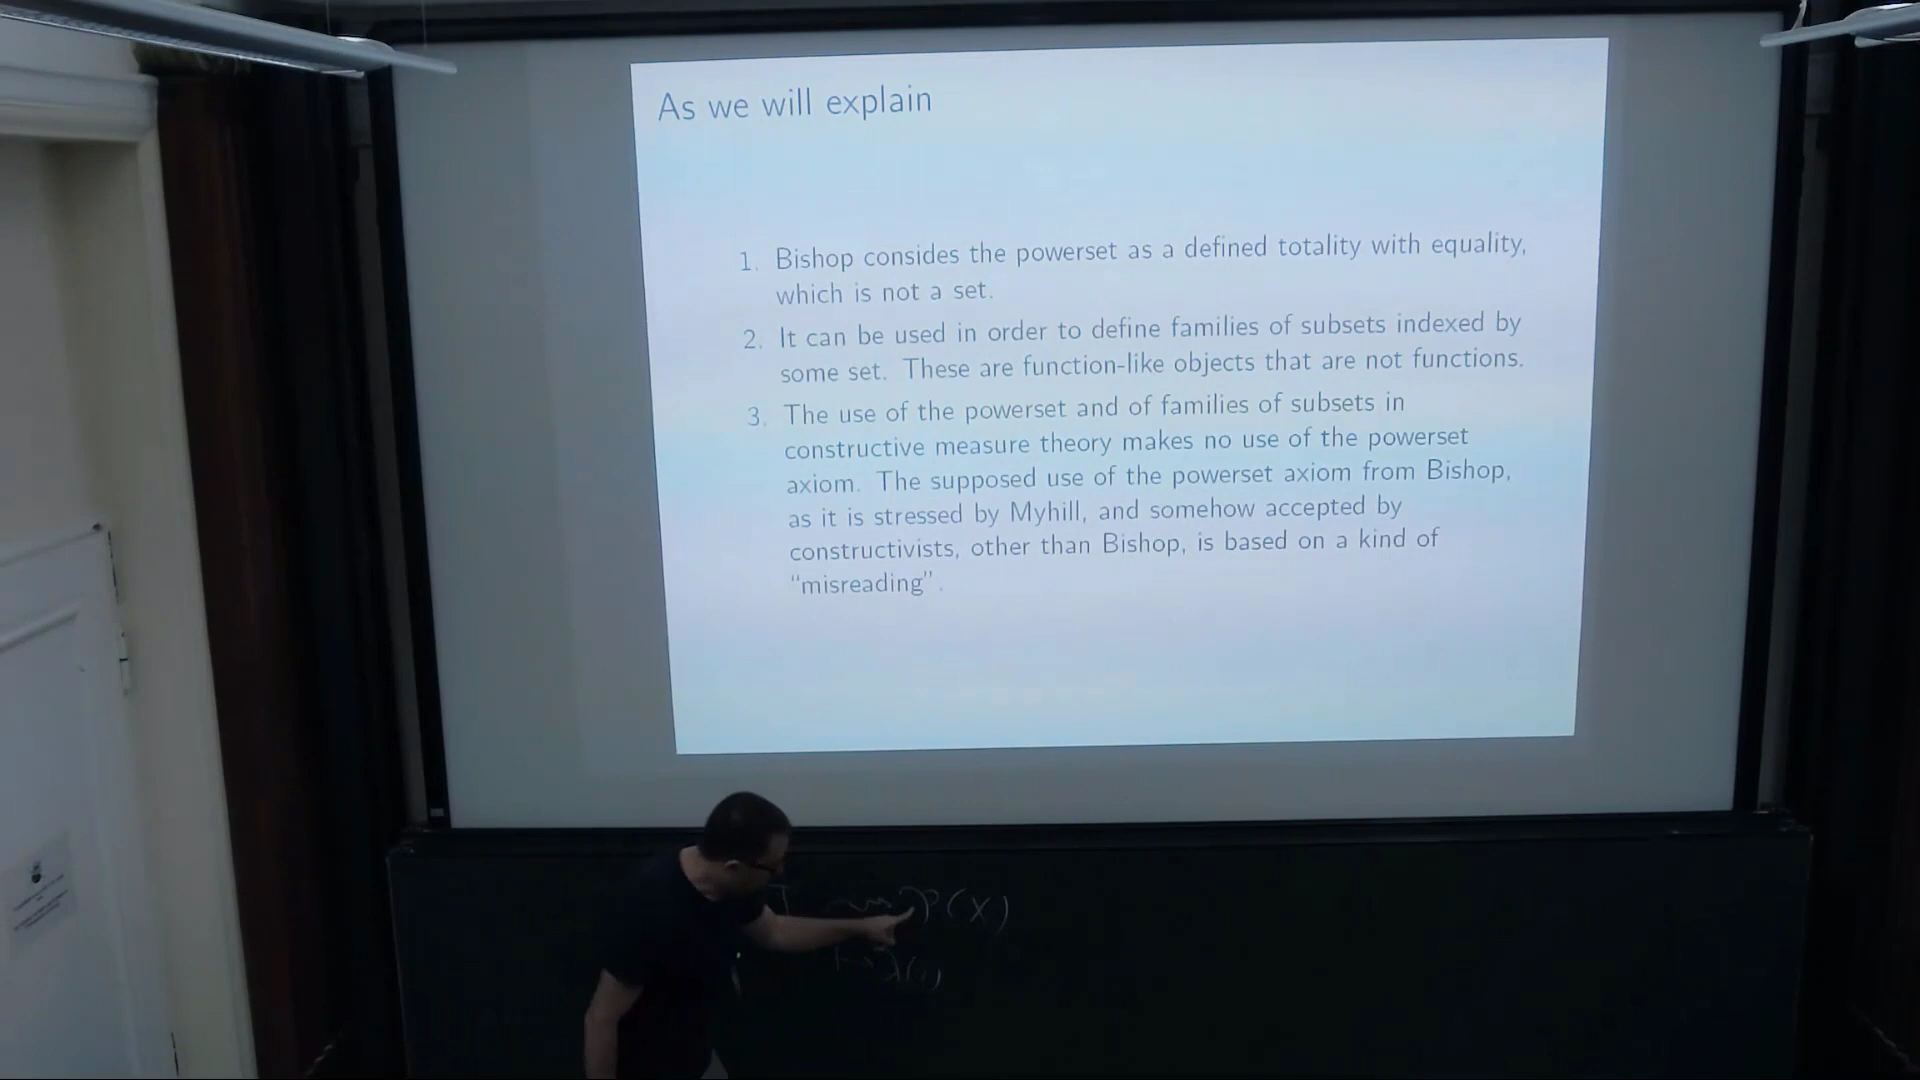 As we will explain
1. Bishop consides the powerset as a defined totality with equality,
which is not a set.
2. It can be used in order to define families of subsets indexed by
some set. These are function-like objects that are not functions.
3. The use of the powerset and of families of subsets in
constructive measure theory makes no use of the powerset
axiom. The supposed use of the powerset axiom from Bishop,
as it is stressed by Myhill, and somehow accepted by
constructivists, other than Bishop, is based on a kind of
“misreading”.
P(X)